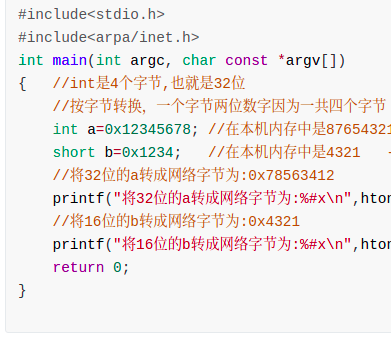 #include<stdio.h>
#include<arpa/inet.h>
int main(int argc, char const *argv[])
{   //int是4个字节,也就是32位
    //按字节转换, 一个字节两位数字因为一共四个字节
    int a=0x12345678; //在本机内存中是87654321
    short b=0x1234;   //在本机内存中是4321   -
    //将32位的a转成网络字节为:0x78563412
    printf("将32位的a转成网络字节为:%#x\n",hton
    //将16位的b转成网络字节为:0x4321
    printf("将16位的b转成网络字节为:%#x\n",hton
    return 0;
}